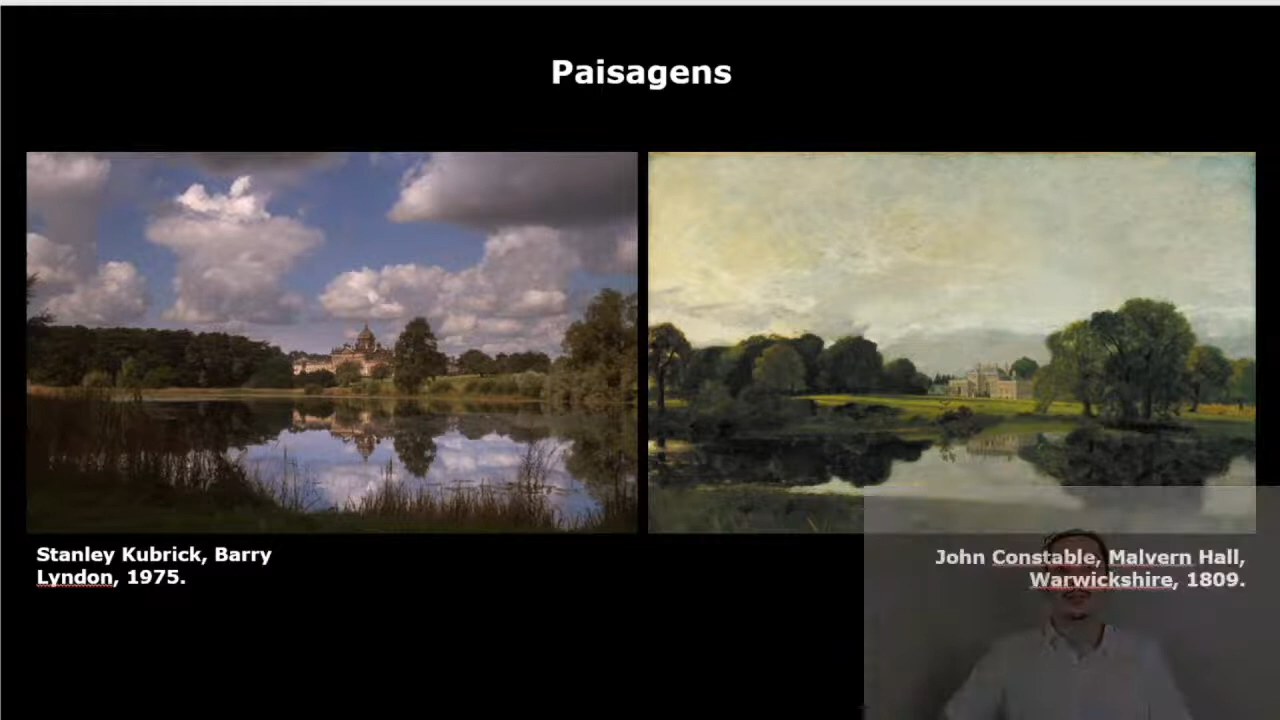 Paisagens
Stanley Kubrick, Barry
Lyndon, 1975.
John Constable, Malvern Hall,
Warwickshire, 1809.